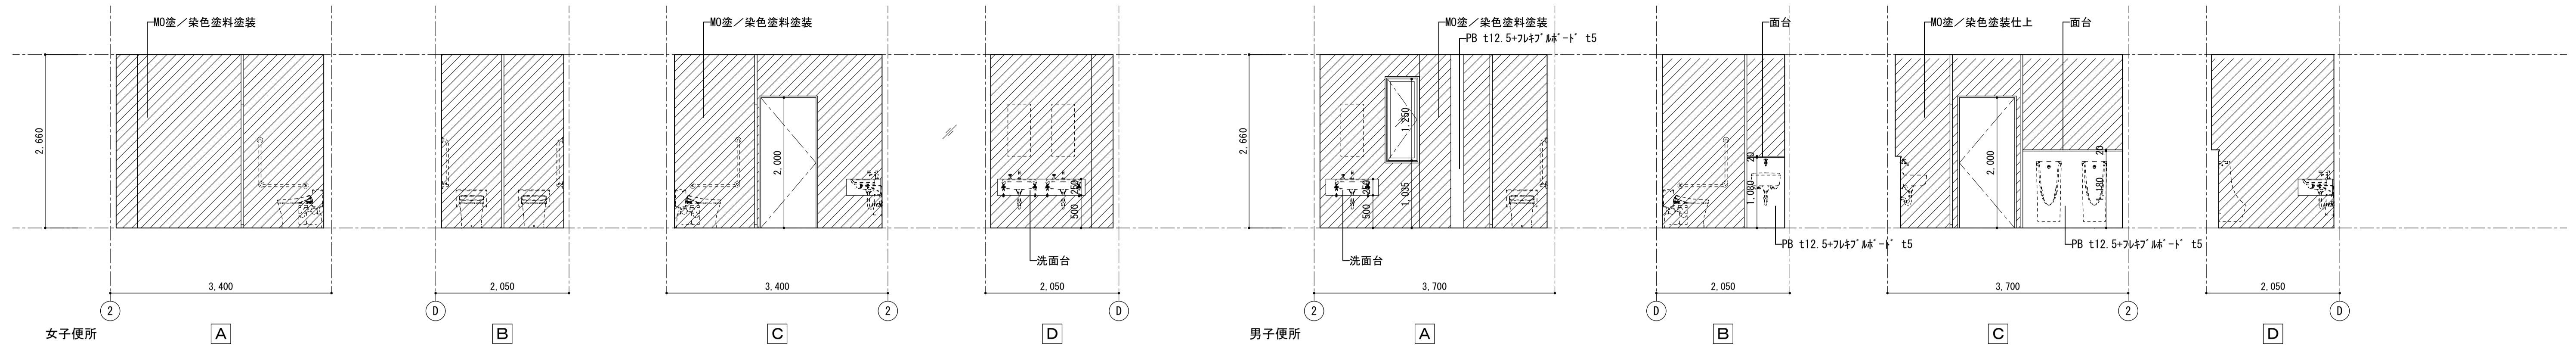 MO塗／染色塗料塗装
2,660
3,400
2
A
女子便所
2,050
D
B
MO塗／染色塗料塗装
2,000
3,400
2
C
250
500
洗面台
2,050
D
D
MO塗／染色塗料塗装
PB t12.5+フレキブルボード t5
2,660
1,250
1,035
250
500
洗面台
3,700
2
A
男子便所
面台
20
1,080
PB t12.5+フレキブルボード t5
2,050
D
B
MO塗／染色塗装仕上
面台
2,000
20
1,180
PB t12.5+フレキブルボード t5
3,700
2
C
2,050
D
D